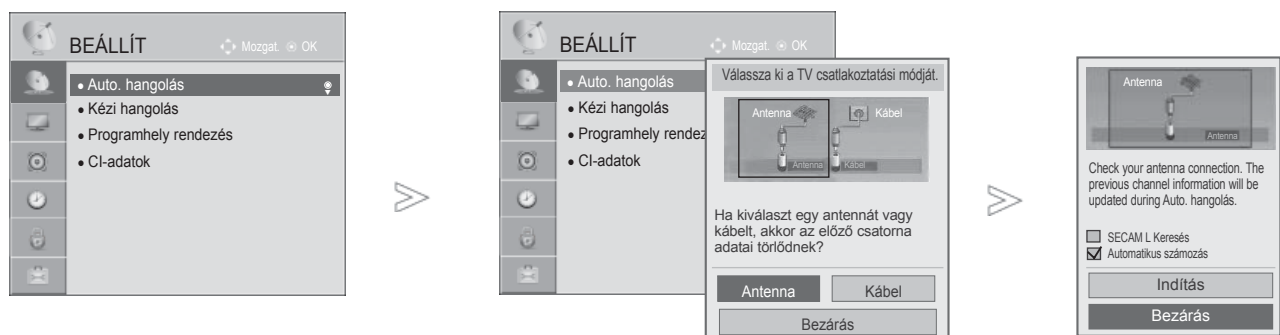 BEÁLLÍT
Mozgat. OK
• Auto. hangolás
• Kézi hangolás
• Programhely rendezés
• CI-adatok
>>
BEÁLLÍT
Mozgat. OK
• Auto. hangolás
• Kézi hangolás
• Programhely rendez
• CI-adatok
Válassza ki a TV csatlakoztatási módját.
Antenna
Kábel
Antenna
Kábel
Ha kiválaszt egy antennát vagy
kábelt, akkor az előző csatorna
adatai törlődnek?
Antenna
Kábel
Bezárás
>>
Antenna
Antenna
Check your antenna connection. The
previous channel information will be
updated during Auto. hangolás.
SECAM L Keresés
Automatikus számozás
Indítás
Bezárás